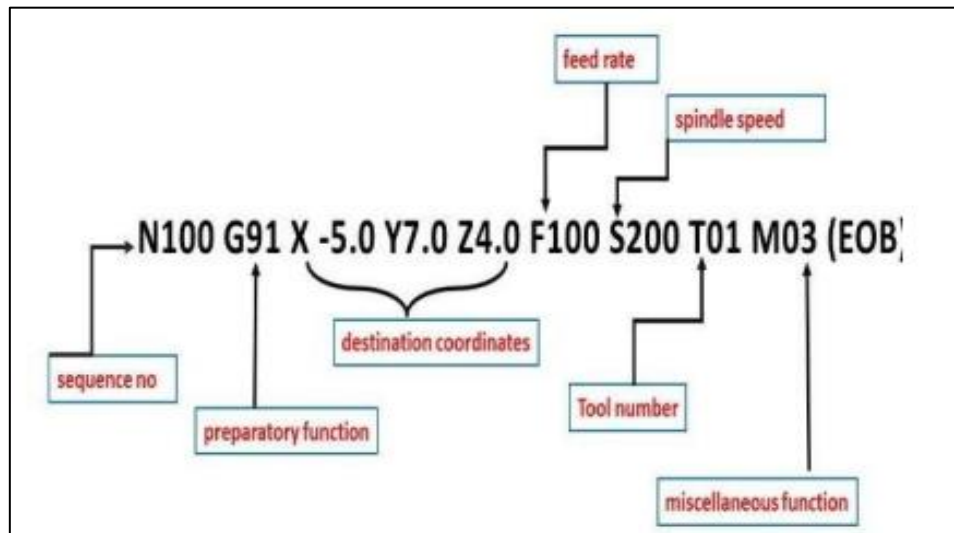 feed rate
spindle speed
N100 G91 X -5.0 Y7.0 Z4.0 F100 S200 T01 M03 (EOB)
destination coordinates
sequence no
Tool number
preparatory function
miscellaneous function